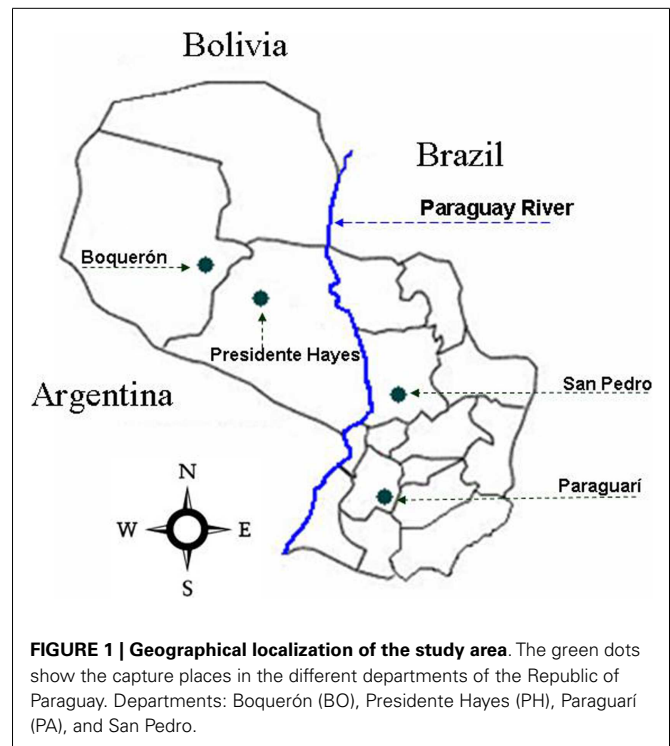 Bolivia
Brazil
Paraguay River
Boquerón
Presidente Hayes
Argentina
San Pedro
Paraguarí
N
W
E
S
FIGURE 1 | Geographical localization of the study area. The green dots
show the capture places in the different departments of the Republic of
Paraguay. Departments: Boquerón (BO), Presidente Hayes (PH), Paraguarí
(PA), and San Pedro.